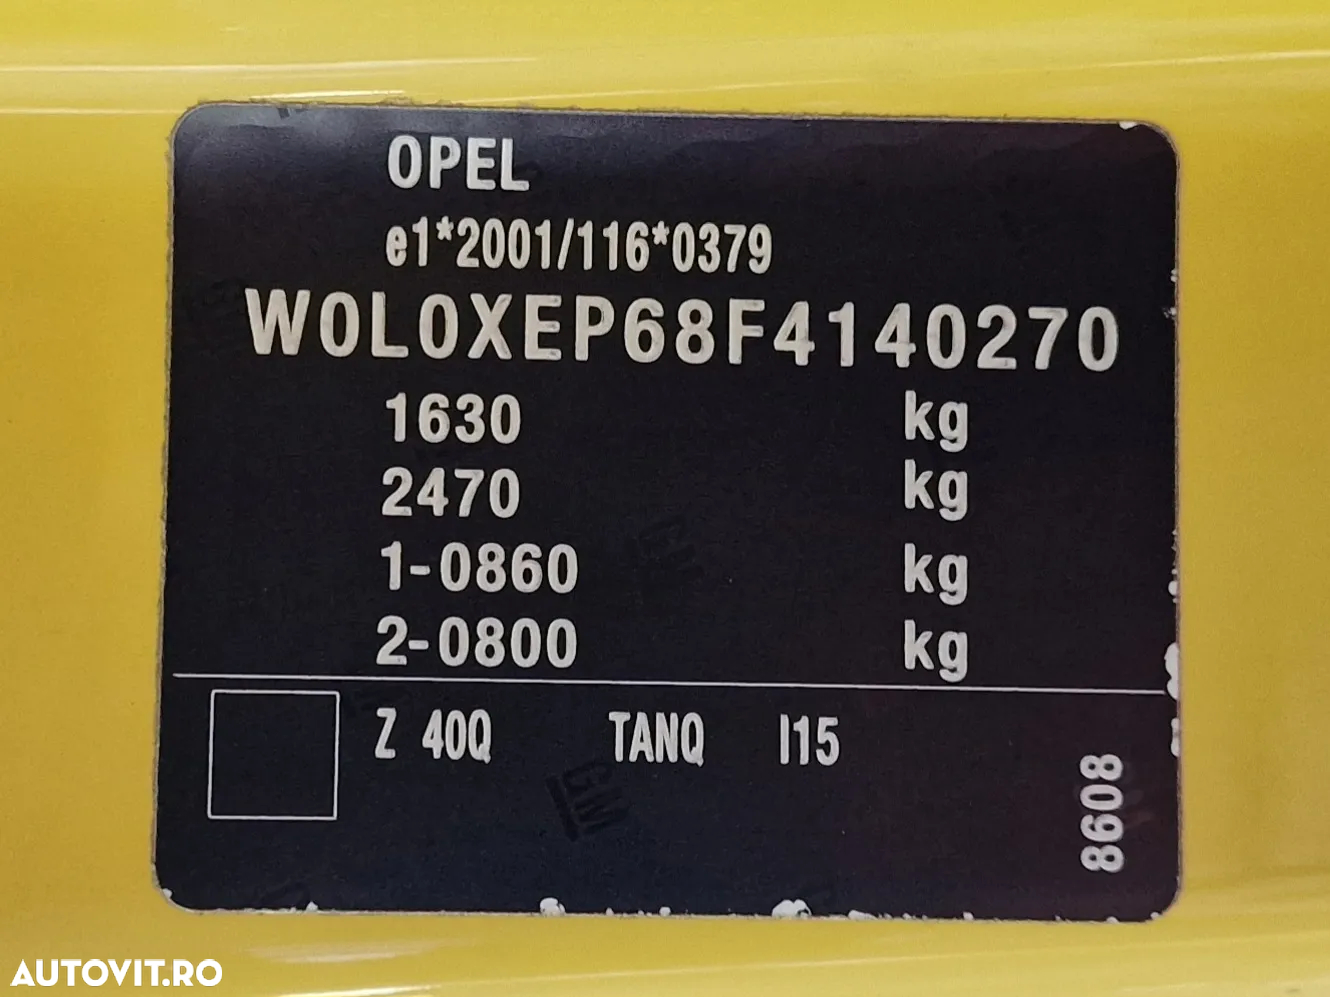 OPEL
e1*2001/116*0379
W0L0XEP68F4140270
1630 kg
2470 kg
1-0860 kg
2-0800 kg
Z 40Q TANQ I15
8608
GM
AUTOVIT.RO